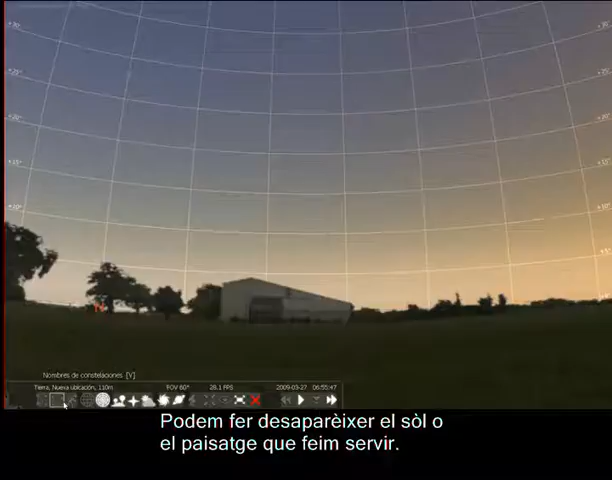 Nombres de constelaciones [V]
Tierra, Nueva ubicación, 110m FOV 60° 28.1 FPS 2009-03-27 06:55:47
Podem fer desaparèixer el sòl o
el paisatge que feim servir.